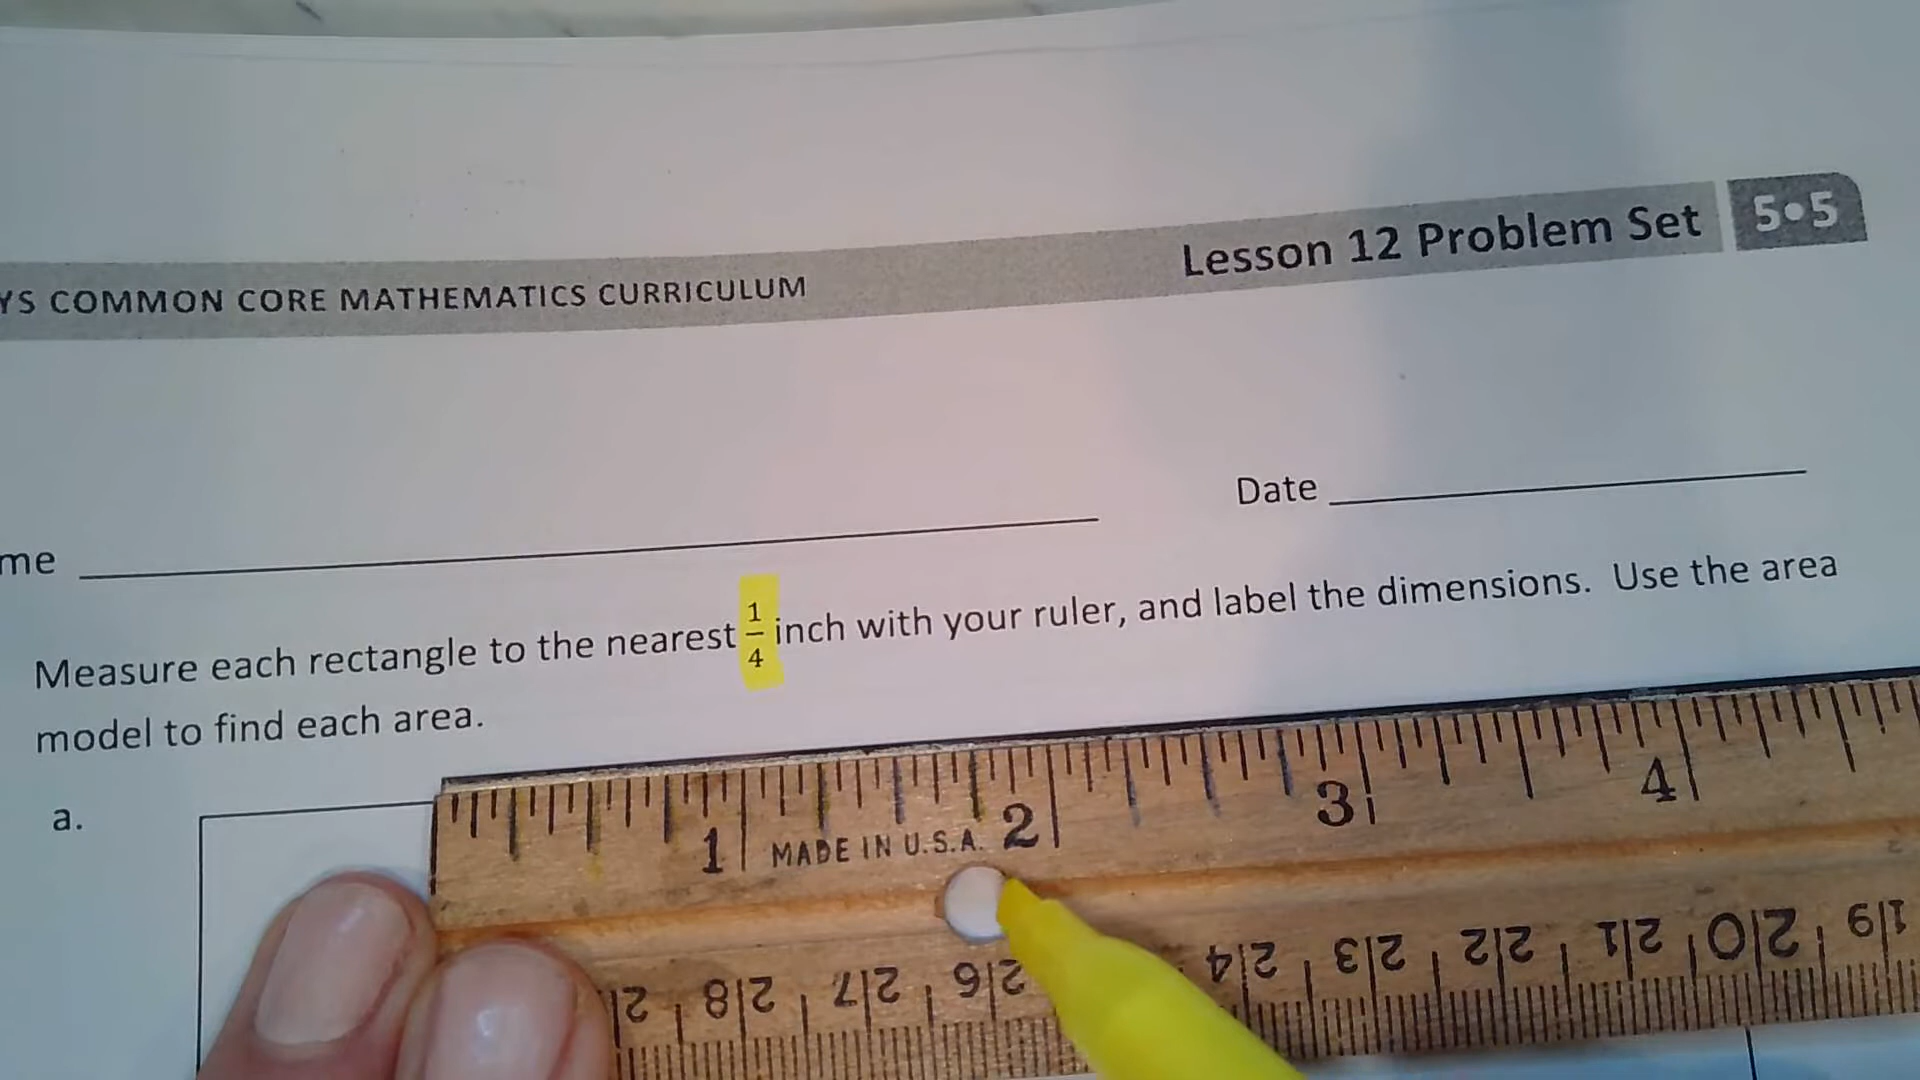 YS COMMON CORE MATHEMATICS CURRICULUM
Lesson 12 Problem Set 5•5
me Date
Measure each rectangle to the nearest 1/4 inch with your ruler, and label the dimensions. Use the area
model to find each area.
a.
1 2 3 4
MADE IN U.S.A.
2 28 27 26 24 23 22 21 20 19